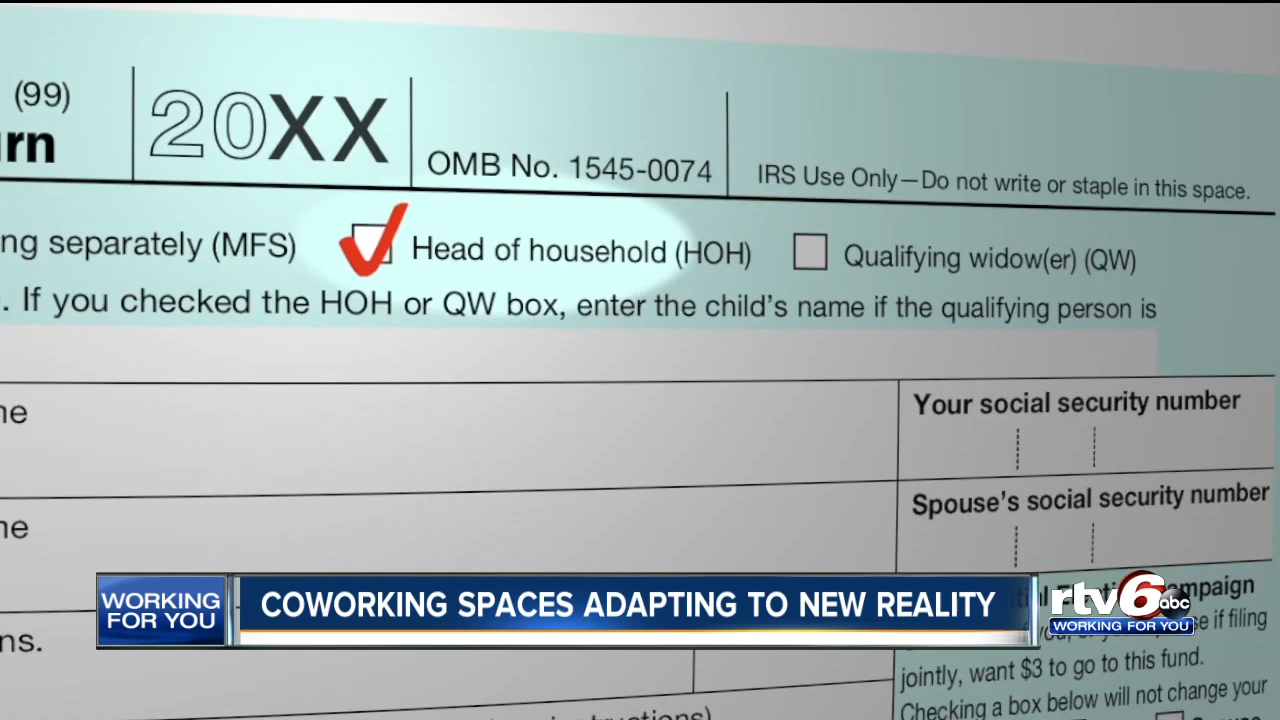 (99)
rn
20XX
OMB No. 1545-0074
IRS Use Only—Do not write or staple in this space.
ng separately (MFS)
Head of household (HOH)
Qualifying widow(er) (QW)
. If you checked the HOH or QW box, enter the child's name if the qualifying person is
ne
Your social security number
Spouse's social security number
ne
WORKING
FOR YOU
COWORKING SPACES ADAPTING TO NEW REALITY
rtv6 abc
WORKING FOR YOU
mpaign
if filing
ns.
jointly, want $3 to go to this fund.
Checking a box below will not change your